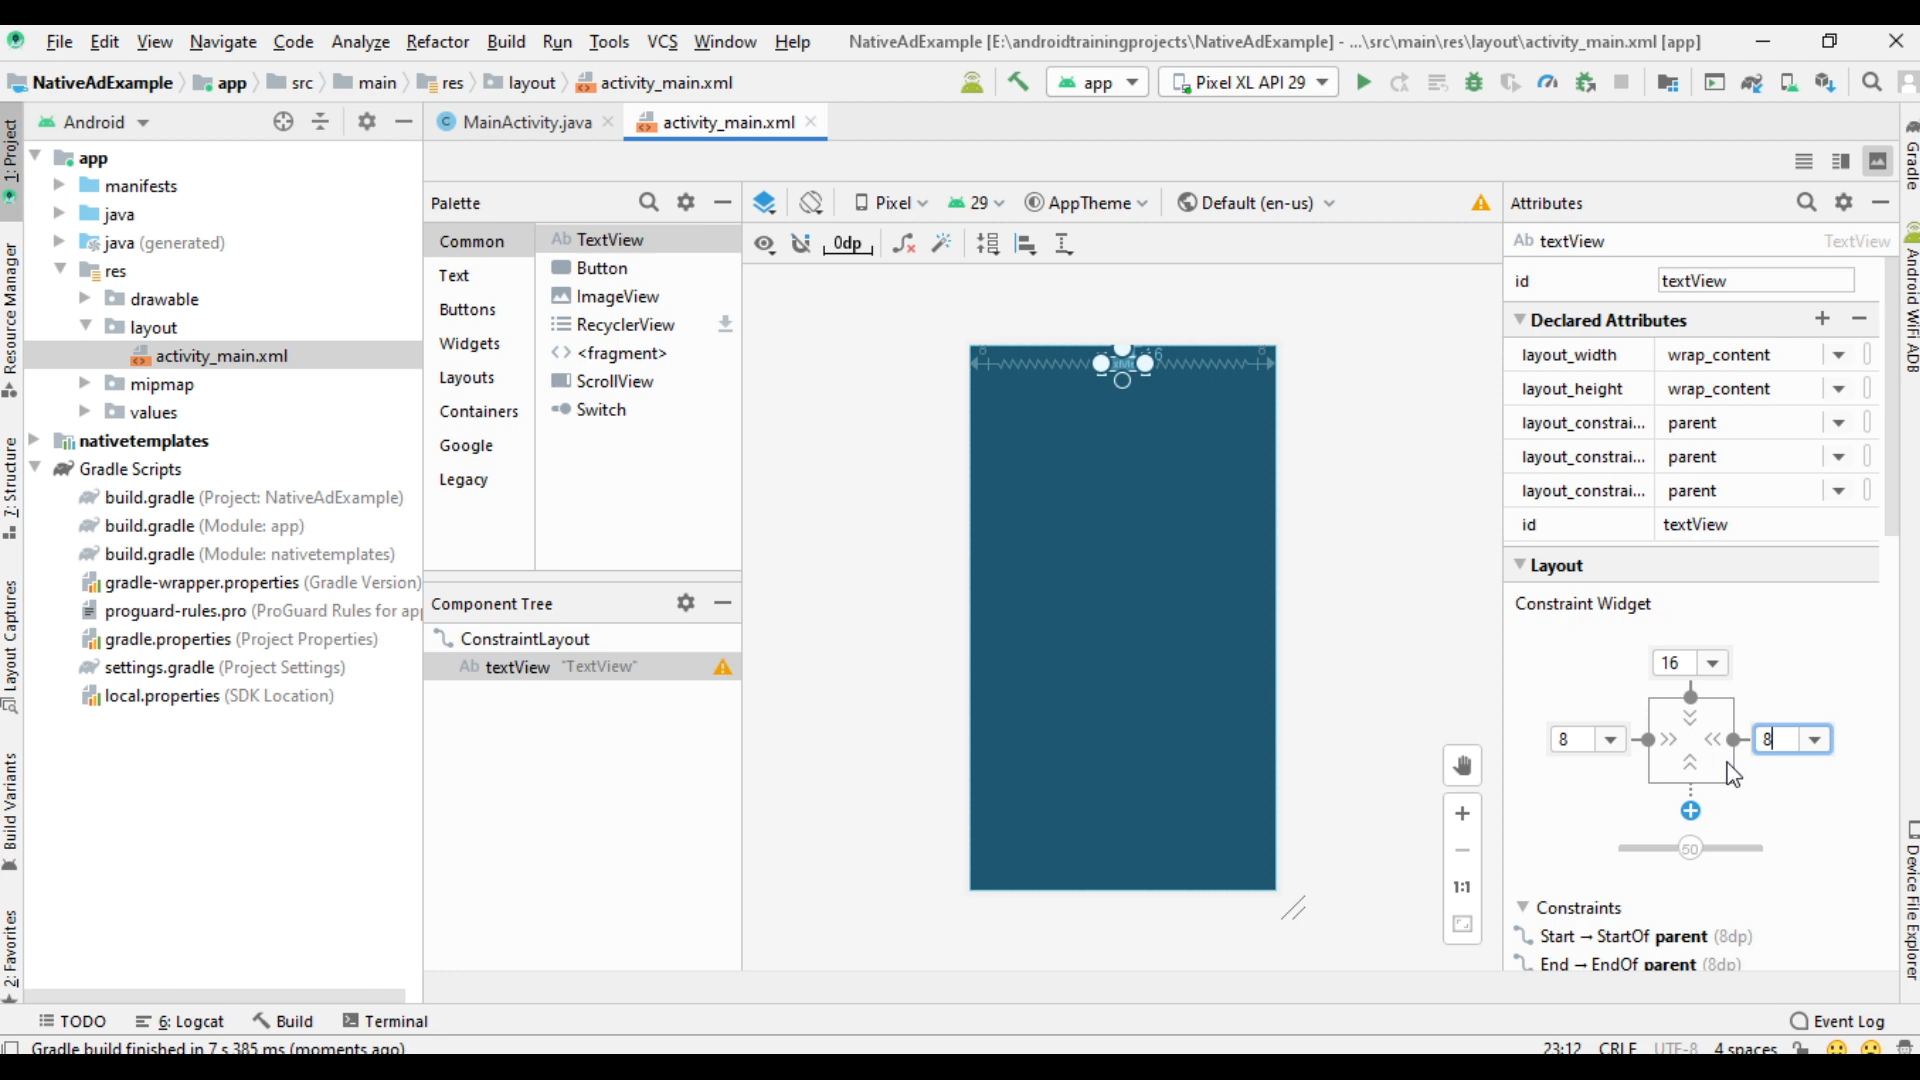 File Edit View Navigate Code Analyze Refactor Build Run Tools VCS Window Help NativeAdExample [E:\androidtrainingprojects\NativeAdExample] - ...\src\main\res\layout\activity_main.xml [app]
NativeAdExample app src main res layout activity_main.xml app Pixel XL API 29
Android MainActivity.java activity_main.xml
1: Project
Resource Manager
7: Structure
Layout Captures
Build Variants
2: Favorites
app
manifests
java
java (generated)
res
drawable
layout
activity_main.xml
mipmap
values
nativetemplates
Gradle Scripts
build.gradle (Project: NativeAdExample)
build.gradle (Module: app)
build.gradle (Module: nativetemplates)
gradle-wrapper.properties (Gradle Version)
proguard-rules.pro (ProGuard Rules for app
gradle.properties (Project Properties)
settings.gradle (Project Settings)
local.properties (SDK Location)
Palette
Common
Text
Buttons
Widgets
Layouts
Containers
Google
Legacy
Ab TextView
Button
ImageView
RecyclerView
<fragment>
ScrollView
Switch
Component Tree
ConstraintLayout
Ab textView "TextView"
Pixel 29 AppTheme Default (en-us)
0dp
8 8
1:1
Attributes
Ab textView TextView
id textView
Declared Attributes
layout_width wrap_content
layout_height wrap_content
layout_constrai... parent
layout_constrai... parent
layout_constrai... parent
id textView
Layout
Constraint Widget
16
8 8
50
Constraints
Start → StartOf parent (8dp)
End → EndOf parent (8dp)
Gradle
Android WiFi ADB
Device File Explorer
TODO 6: Logcat Build Terminal Event Log
Gradle build finished in 7 s 385 ms (moments ago) 23:12 CRLF UTF-8 4 spaces